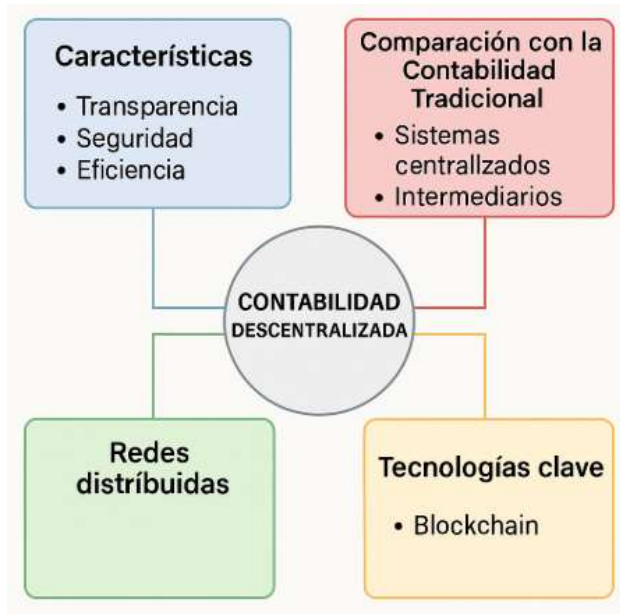 Características
• Transparencia
• Seguridad
• Eficiencia
Comparación con la
Contabilidad
Tradicional
• Sistemas
centrallzados
• Intermediarios
CONTABILIDAD
DESCENTRALIZADA
Redes
distríbuidas
Tecnologías clave
• Blockchain